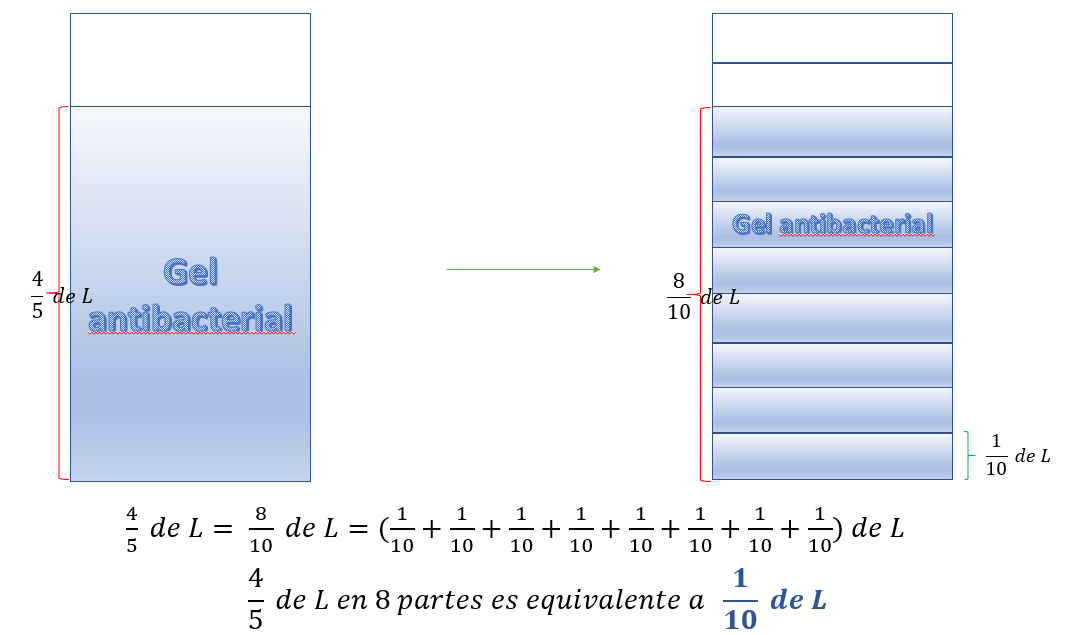 Gel
antibacterial
4/5 de L
Gel antibacterial
8/10 de L
1/10 de L
4/5 de L = 8/10 de L = (1/10 + 1/10 + 1/10 + 1/10 + 1/10 + 1/10 + 1/10 + 1/10) de L
4/5 de L en 8 partes es equivalente a 1/10 de L